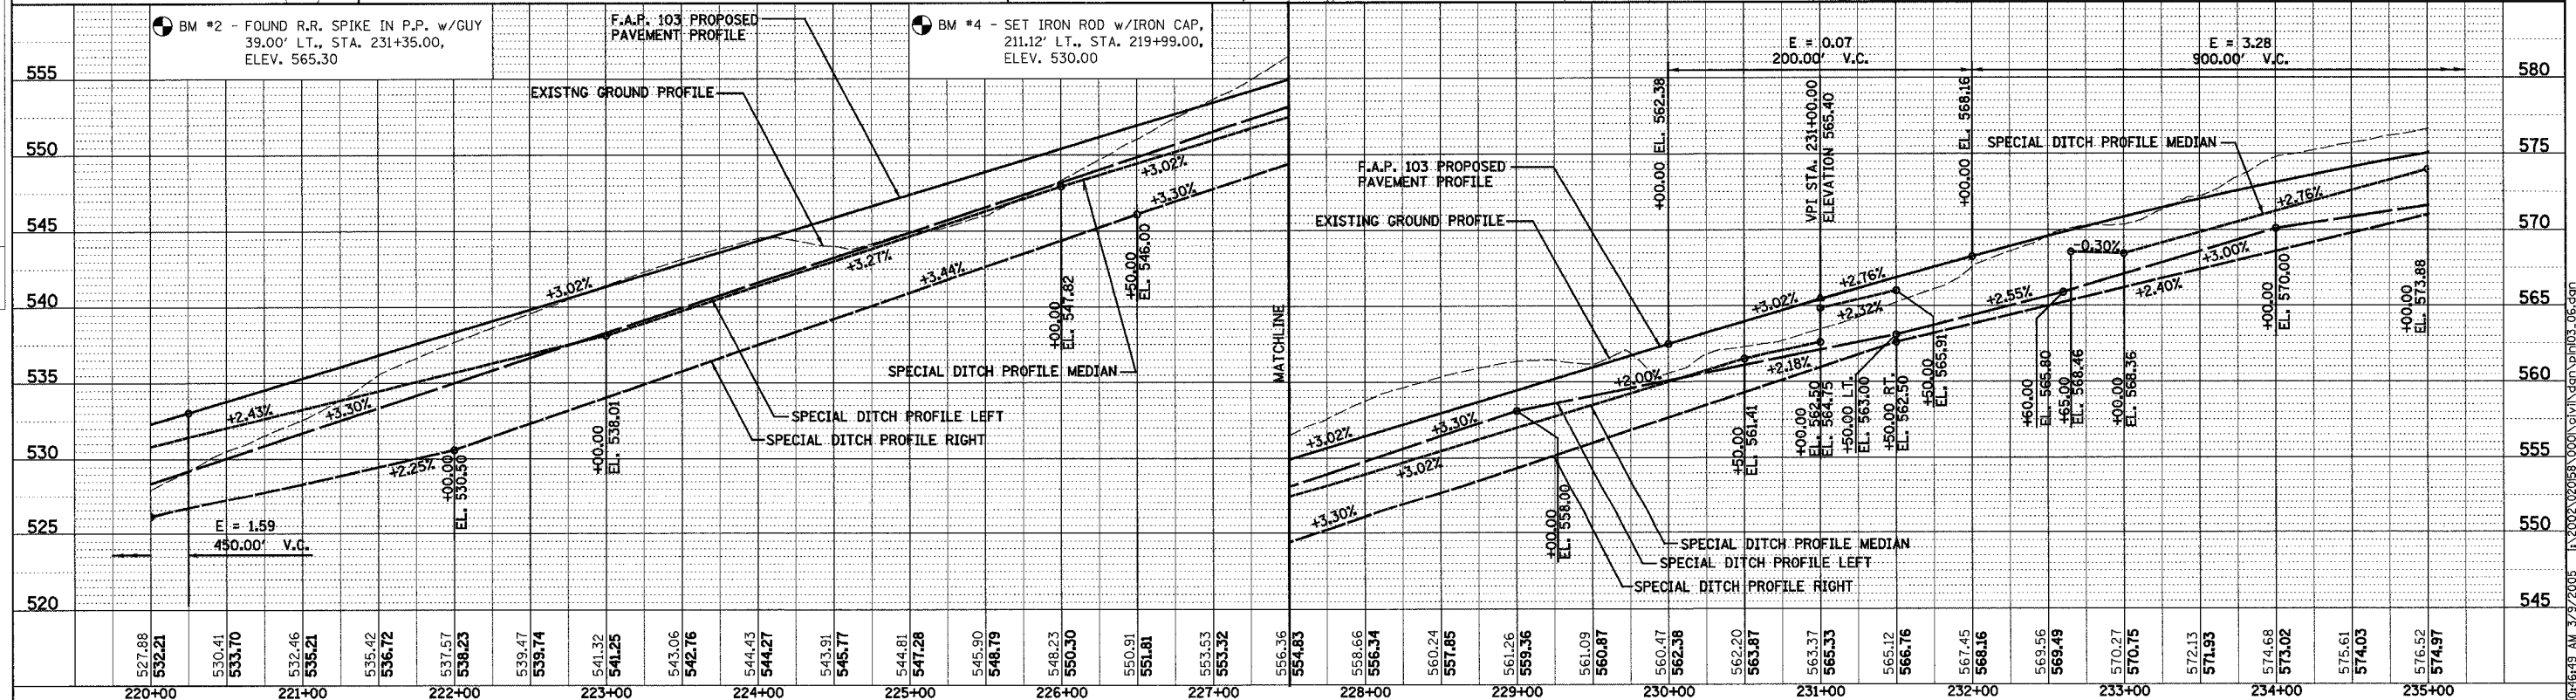 BM #2 - FOUND R.R. SPIKE IN P.P. w/GUY
39.00' LT., STA. 231+35.00,
ELEV. 565.30
F.A.P. 103 PROPOSED
PAVEMENT PROFILE
BM #4 - SET IRON ROD w/IRON CAP,
211.12' LT., STA. 219+99.00,
ELEV. 530.00
EXISTNG GROUND PROFILE
E = 0.07
200.00' V.C.
E = 3.28
900.00' V.C.
555
550
545
540
535
530
525
520
580
575
570
565
560
555
550
545
+3.02%
+2.43%
+3.30%
+2.25%
+3.27%
+3.44%
+3.02%
+3.30%
+00.00
EL. 530.50
+00.00
EL. 538.01
+00.00
EL. 547.82
+50.00
EL. 546.00
SPECIAL DITCH PROFILE MEDIAN
SPECIAL DITCH PROFILE LEFT
SPECIAL DITCH PROFILE RIGHT
E = 1.59
450.00' V.C.
MATCHLINE
F.A.P. 103 PROPOSED
PAVEMENT PROFILE
EXISTING GROUND PROFILE
SPECIAL DITCH PROFILE MEDIAN
+00.00 EL. 562.38
VPI STA. 231+00.00
ELEVATION 565.40
+00.00 EL. 568.16
+3.02%
+3.30%
+3.02%
+3.30%
+2.00%
+3.02%
+2.76%
+2.32%
+2.18%
+2.55%
-0.30%
+2.76%
+3.00%
+2.40%
+00.00
EL. 558.00
+50.00
EL. 561.41
+00.00
EL. 562.50
EL. 564.75
+50.00 LT.
EL. 563.00
+50.00 RT.
EL. 562.50
+50.00
EL. 565.91
+60.00
EL. 565.80
+65.00
EL. 568.46
+00.00
EL. 568.36
+00.00
EL. 570.00
+00.00
EL. 573.88
SPECIAL DITCH PROFILE MEDIAN
SPECIAL DITCH PROFILE LEFT
SPECIAL DITCH PROFILE RIGHT
527.88
532.21
530.41
533.70
532.46
535.21
535.42
536.72
537.57
538.23
539.47
539.74
541.32
541.25
543.06
542.76
544.43
544.27
543.91
545.77
544.81
547.28
545.90
548.79
548.23
550.30
550.91
551.81
553.53
553.32
556.36
554.83
558.66
556.34
560.24
557.85
561.26
559.36
561.09
560.87
560.47
562.38
562.20
563.87
563.37
565.33
565.12
566.76
567.45
568.16
569.56
569.49
570.27
570.75
572.13
571.93
574.68
573.02
575.61
574.03
576.52
574.97
220+00
221+00
222+00
223+00
224+00
225+00
226+00
227+00
228+00
229+00
230+00
231+00
232+00
233+00
234+00
235+00